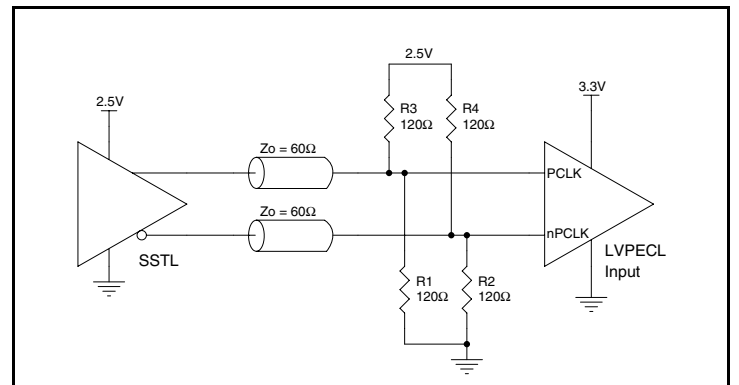 2.5V
2.5V
3.3V
R3
120Ω
R4
120Ω
Zo = 60Ω
PCLK
Zo = 60Ω
nPCLK
SSTL
LVPECL
Input
R1
120Ω
R2
120Ω